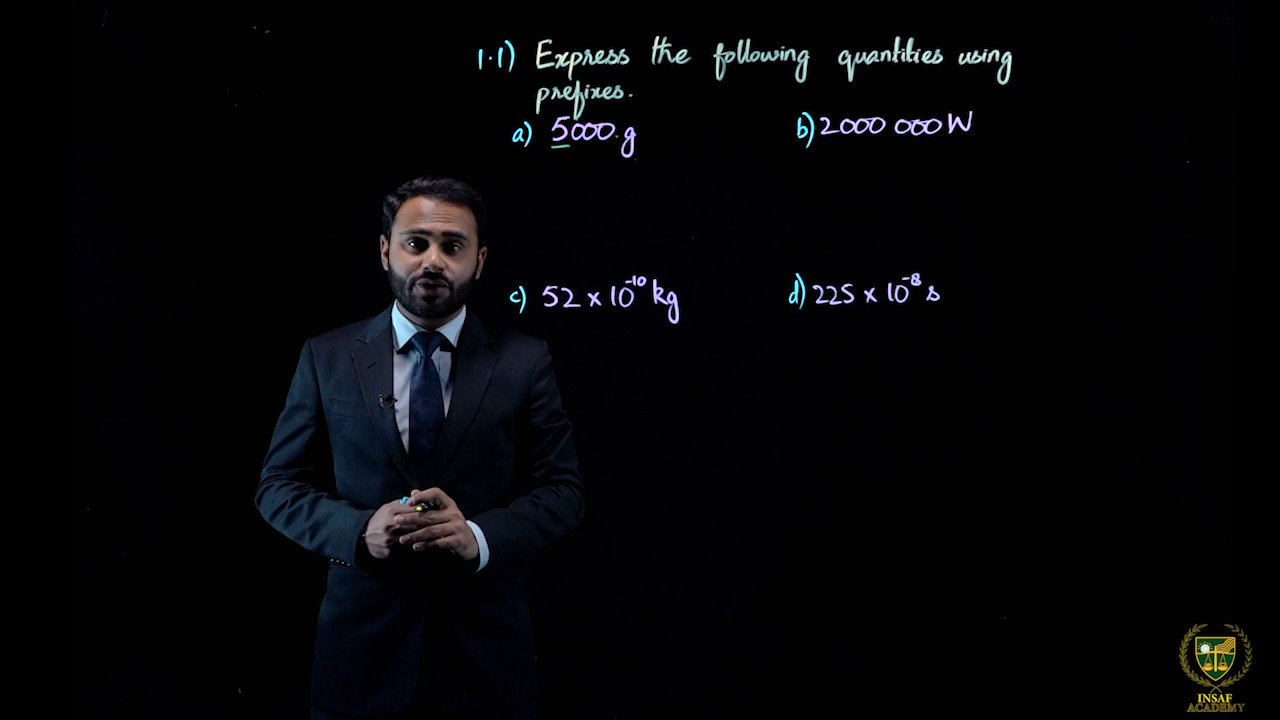 1.1) Express the following quantities using
prefixes.
a) 5000 g
b) 2000 000 W
c) 52 x 10⁻¹⁰ kg
d) 225 x 10⁻⁸ s
INSAF
ACADEMY